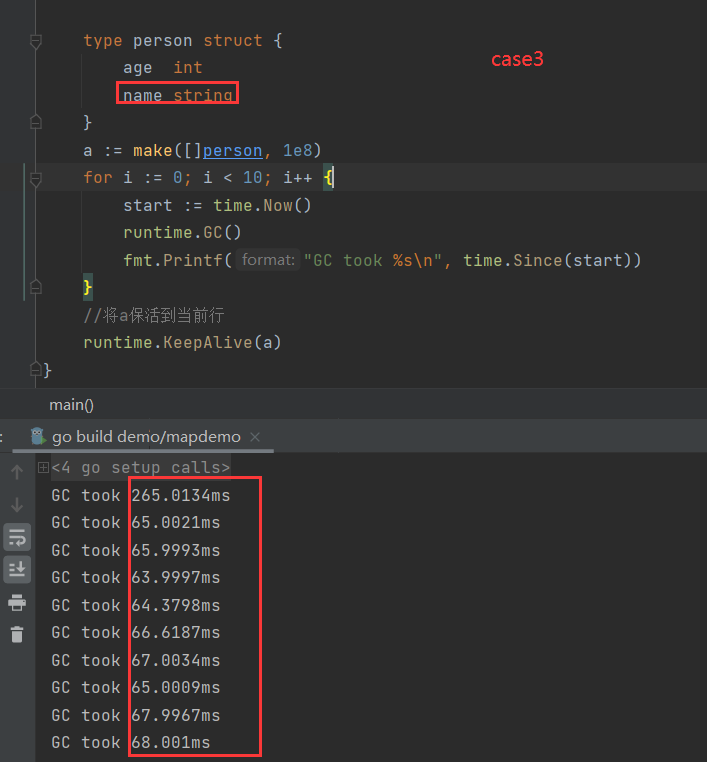 type person struct {
case3
age int
name string
}
a := make([]person, 1e8)
for i := 0; i < 10; i++ {
start := time.Now()
runtime.GC()
fmt.Printf( format: "GC took %s\n", time.Since(start))
}
//将a保活到当前行
runtime.KeepAlive(a)
}
main()
: go build demo/mapdemo ×
<4 go setup calls>
GC took 265.0134ms
GC took 65.0021ms
GC took 65.9993ms
GC took 63.9997ms
GC took 64.3798ms
GC took 66.6187ms
GC took 67.0034ms
GC took 65.0009ms
GC took 67.9967ms
GC took 68.001ms